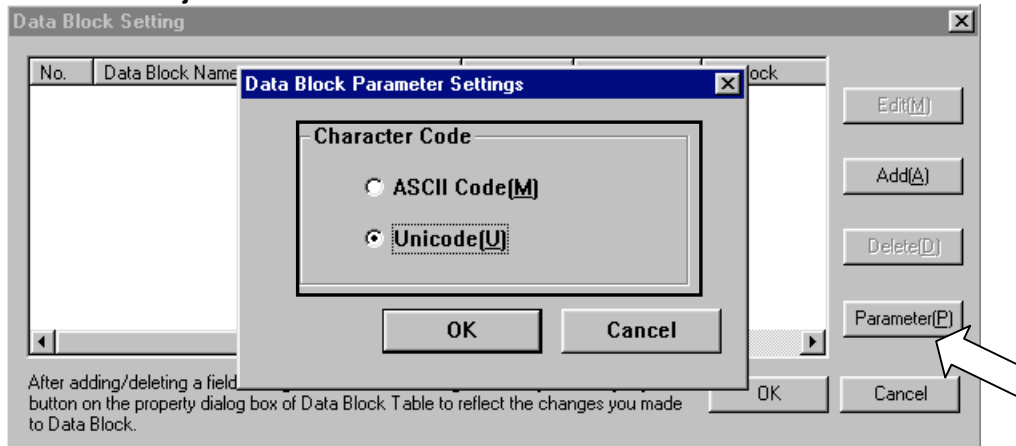 Data Block Setting
No. Data Block Name ock
Data Block Parameter Settings
Character Code
ASCII Code(M)
Unicode(U)
OK Cancel
Edit(M)
Add(A)
Delete(D)
Parameter(P)
After adding/deleting a field
button on the property dialog box of Data Block Table to reflect the changes you made
to Data Block.
OK Cancel